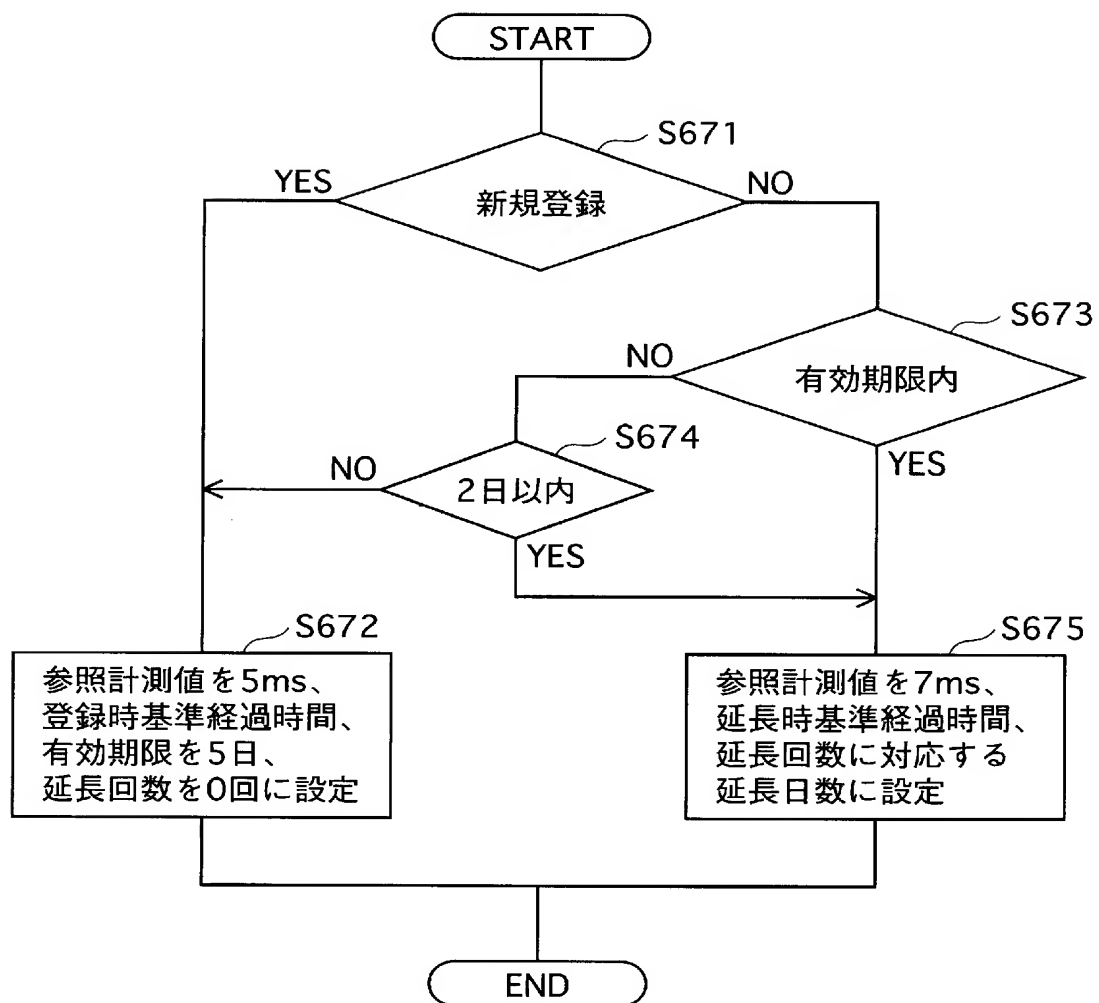 START
S671
YES
NO
新規登録
S673
NO
有効期限内
S674
YES
NO
2日以内
YES
S672
S675
参照計測値を5ms、
登録時基準経過時間、
有効期限を5日、
延長回数を0回に設定
参照計測値を7ms、
延長時基準経過時間、
延長回数に対応する
延長日数に設定
END